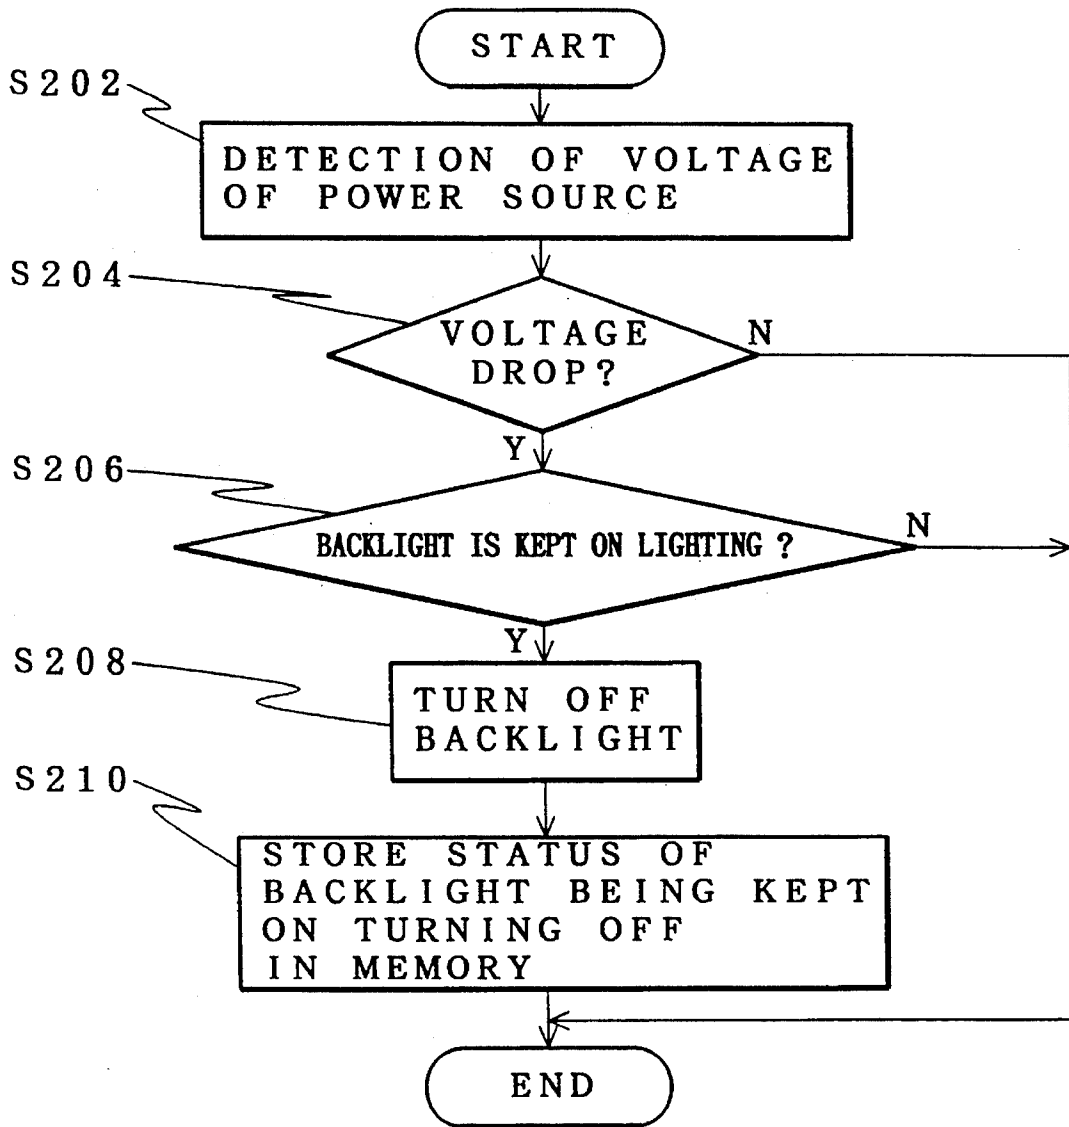 START
S202
DETECTION OF VOLTAGE
OF POWER SOURCE
S204
VOLTAGE
DROP?
N
Y
S206
BACKLIGHT IS KEPT ON LIGHTING ?
N
Y
S208
TURN OFF
BACKLIGHT
S210
STORE STATUS OF
BACKLIGHT BEING KEPT
ON TURNING OFF
IN MEMORY
END